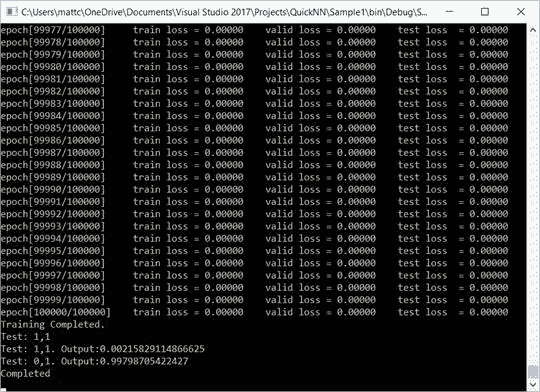 C:\Users\mattc\OneDrive\Documents\Visual Studio 2017\Projects\QuickNN\Sample1\bin\Debug\S...
epoch[99977/100000] train loss = 0.00000 valid loss = 0.00000 test loss = 0.00000
epoch[99978/100000] train loss = 0.00000 valid loss = 0.00000 test loss = 0.00000
epoch[99979/100000] train loss = 0.00000 valid loss = 0.00000 test loss = 0.00000
epoch[99980/100000] train loss = 0.00000 valid loss = 0.00000 test loss = 0.00000
epoch[99981/100000] train loss = 0.00000 valid loss = 0.00000 test loss = 0.00000
epoch[99982/100000] train loss = 0.00000 valid loss = 0.00000 test loss = 0.00000
epoch[99983/100000] train loss = 0.00000 valid loss = 0.00000 test loss = 0.00000
epoch[99984/100000] train loss = 0.00000 valid loss = 0.00000 test loss = 0.00000
epoch[99985/100000] train loss = 0.00000 valid loss = 0.00000 test loss = 0.00000
epoch[99986/100000] train loss = 0.00000 valid loss = 0.00000 test loss = 0.00000
epoch[99987/100000] train loss = 0.00000 valid loss = 0.00000 test loss = 0.00000
epoch[99988/100000] train loss = 0.00000 valid loss = 0.00000 test loss = 0.00000
epoch[99989/100000] train loss = 0.00000 valid loss = 0.00000 test loss = 0.00000
epoch[99990/100000] train loss = 0.00000 valid loss = 0.00000 test loss = 0.00000
epoch[99991/100000] train loss = 0.00000 valid loss = 0.00000 test loss = 0.00000
epoch[99992/100000] train loss = 0.00000 valid loss = 0.00000 test loss = 0.00000
epoch[99993/100000] train loss = 0.00000 valid loss = 0.00000 test loss = 0.00000
epoch[99994/100000] train loss = 0.00000 valid loss = 0.00000 test loss = 0.00000
epoch[99995/100000] train loss = 0.00000 valid loss = 0.00000 test loss = 0.00000
epoch[99996/100000] train loss = 0.00000 valid loss = 0.00000 test loss = 0.00000
epoch[99997/100000] train loss = 0.00000 valid loss = 0.00000 test loss = 0.00000
epoch[99998/100000] train loss = 0.00000 valid loss = 0.00000 test loss = 0.00000
epoch[99999/100000] train loss = 0.00000 valid loss = 0.00000 test loss = 0.00000
epoch[100000/100000] train loss = 0.00000 valid loss = 0.00000 test loss = 0.00000
Training Completed.
Test: 1,1
Test: 1,1. Output:0.00215829114866625
Test: 0,1. Output:0.99798705422427
Completed